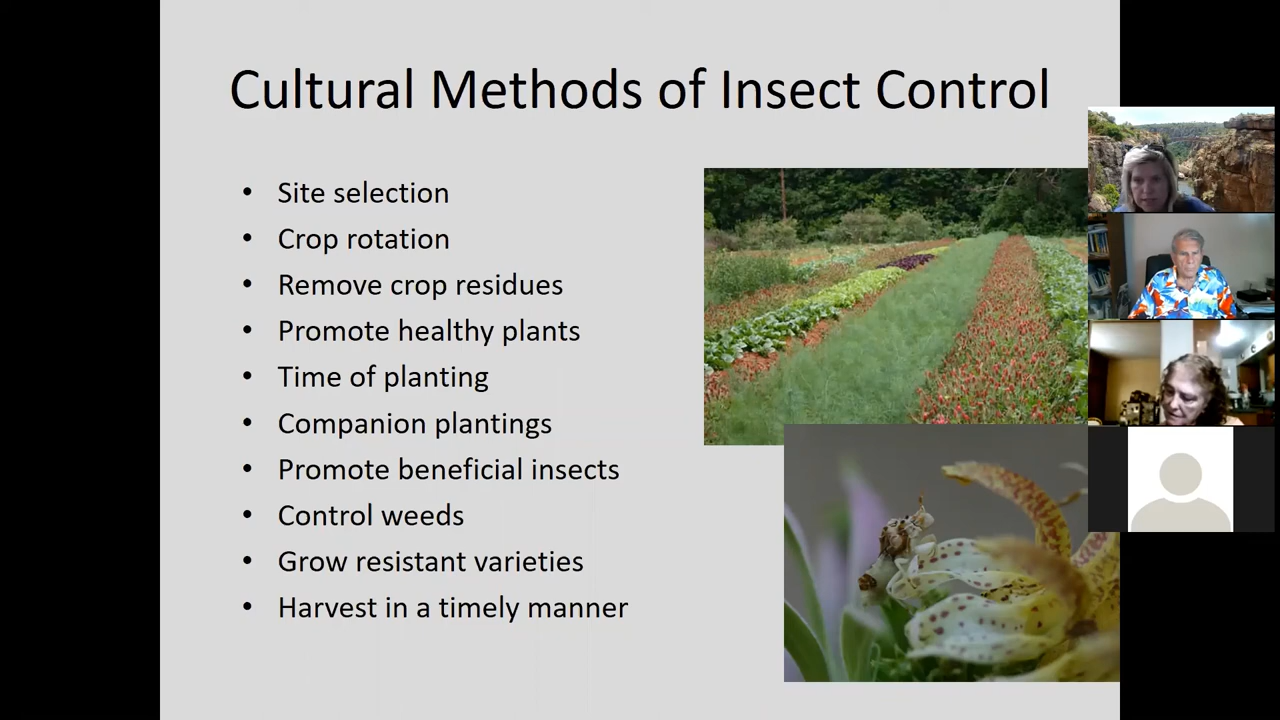 Cultural Methods of Insect Control
• Site selection
• Crop rotation
• Remove crop residues
• Promote healthy plants
• Time of planting
• Companion plantings
• Promote beneficial insects
• Control weeds
• Grow resistant varieties
• Harvest in a timely manner